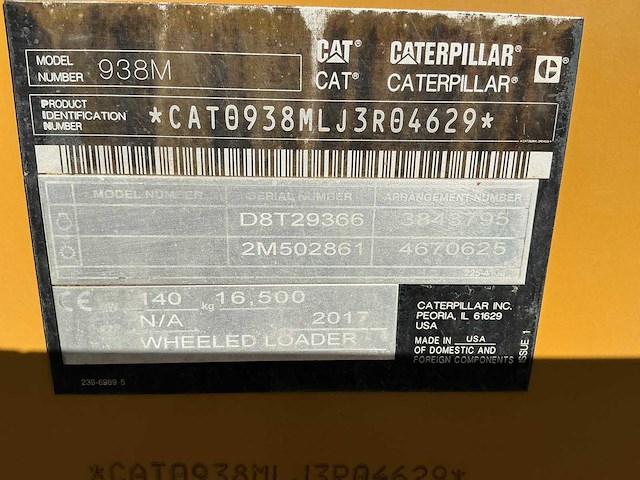 MODEL NUMBER 938M
CAT® CATERPILLAR®
CAT® CATERPILLAR®
PRODUCT IDENTIFICATION NUMBER *CAT0938MLJ3R04629*
MODEL NUMBER SERIAL NUMBER ARRANGEMENT NUMBER
D8T29366 3843795
2M502861 4670625
CE 140 kg 16,500
N/A 2017
WHEELED LOADER
CATERPILLAR INC.
PEORIA, IL 61629
USA
MADE IN USA
OF DOMESTIC AND
FOREIGN COMPONENTS
ISSUE 1
239-6969 5
*CAT0938MLJ3R04629*